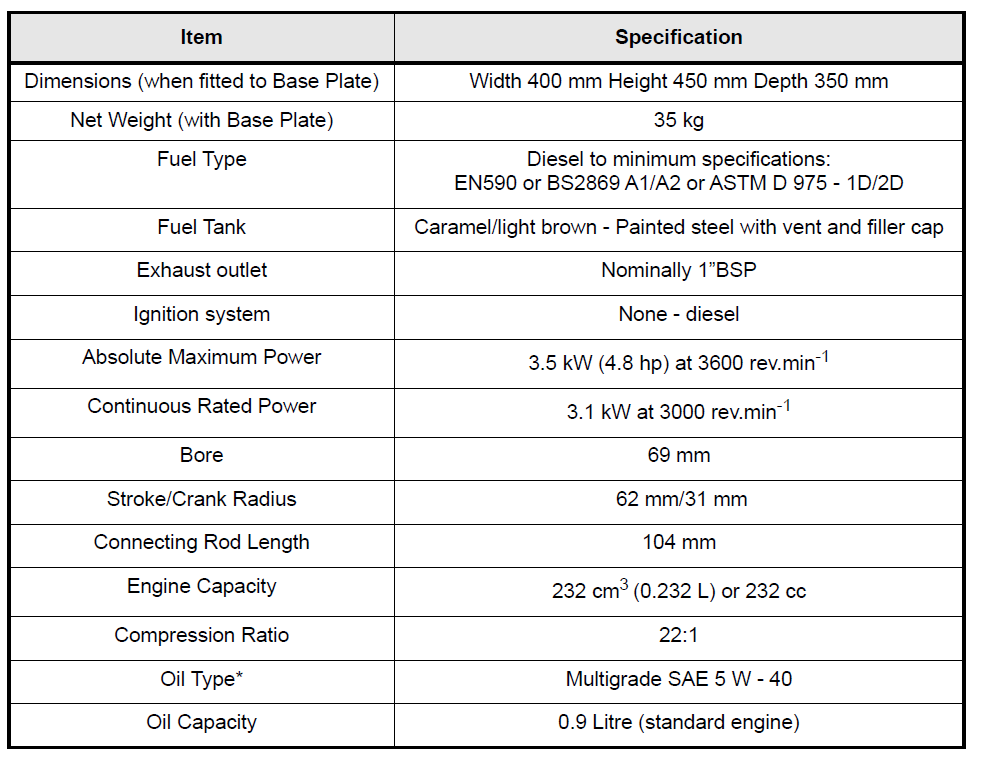 Item Specification
Dimensions (when fitted to Base Plate) Width 400 mm Height 450 mm Depth 350 mm
Net Weight (with Base Plate) 35 kg
Fuel Type Diesel to minimum specifications:
EN590 or BS2869 A1/A2 or ASTM D 975 - 1D/2D
Fuel Tank Caramel/light brown - Painted steel with vent and filler cap
Exhaust outlet Nominally 1”BSP
Ignition system None - diesel
Absolute Maximum Power 3.5 kW (4.8 hp) at 3600 rev.min⁻¹
Continuous Rated Power 3.1 kW at 3000 rev.min⁻¹
Bore 69 mm
Stroke/Crank Radius 62 mm/31 mm
Connecting Rod Length 104 mm
Engine Capacity 232 cm³ (0.232 L) or 232 cc
Compression Ratio 22:1
Oil Type* Multigrade SAE 5 W - 40
Oil Capacity 0.9 Litre (standard engine)